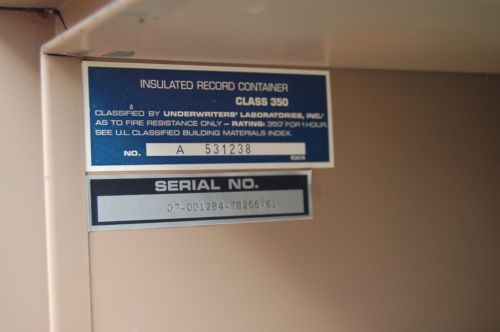 INSULATED RECORD CONTAINER
CLASS 350
CLASSIFIED BY UNDERWRITERS' LABORATORIES, INC.
AS TO FIRE RESISTANCE ONLY – RATING: 350° FOR 1 HOUR.
SEE U.L. CLASSIFIED BUILDING MATERIALS INDEX
NO. A 531238
SERIAL NO.